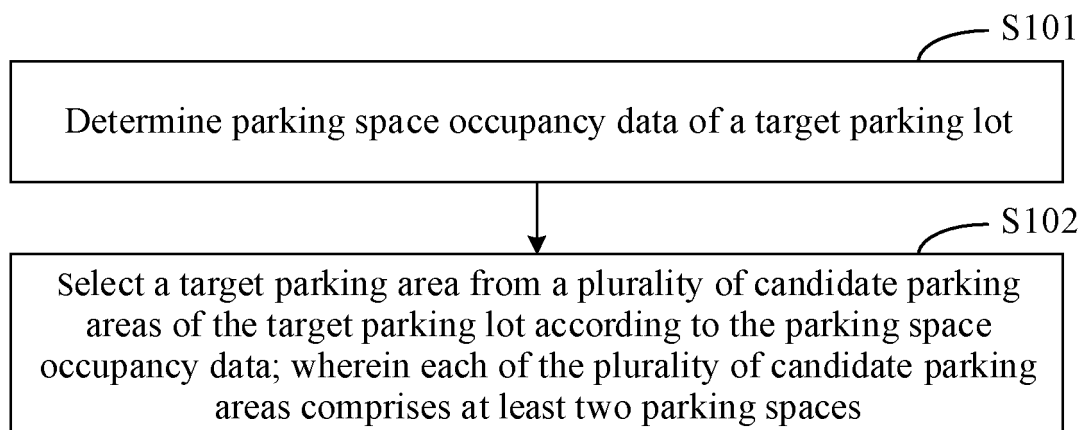 S101
Determine parking space occupancy data of a target parking lot
S102
Select a target parking area from a plurality of candidate parking
areas of the target parking lot according to the parking space
occupancy data; wherein each of the plurality of candidate parking
areas comprises at least two parking spaces